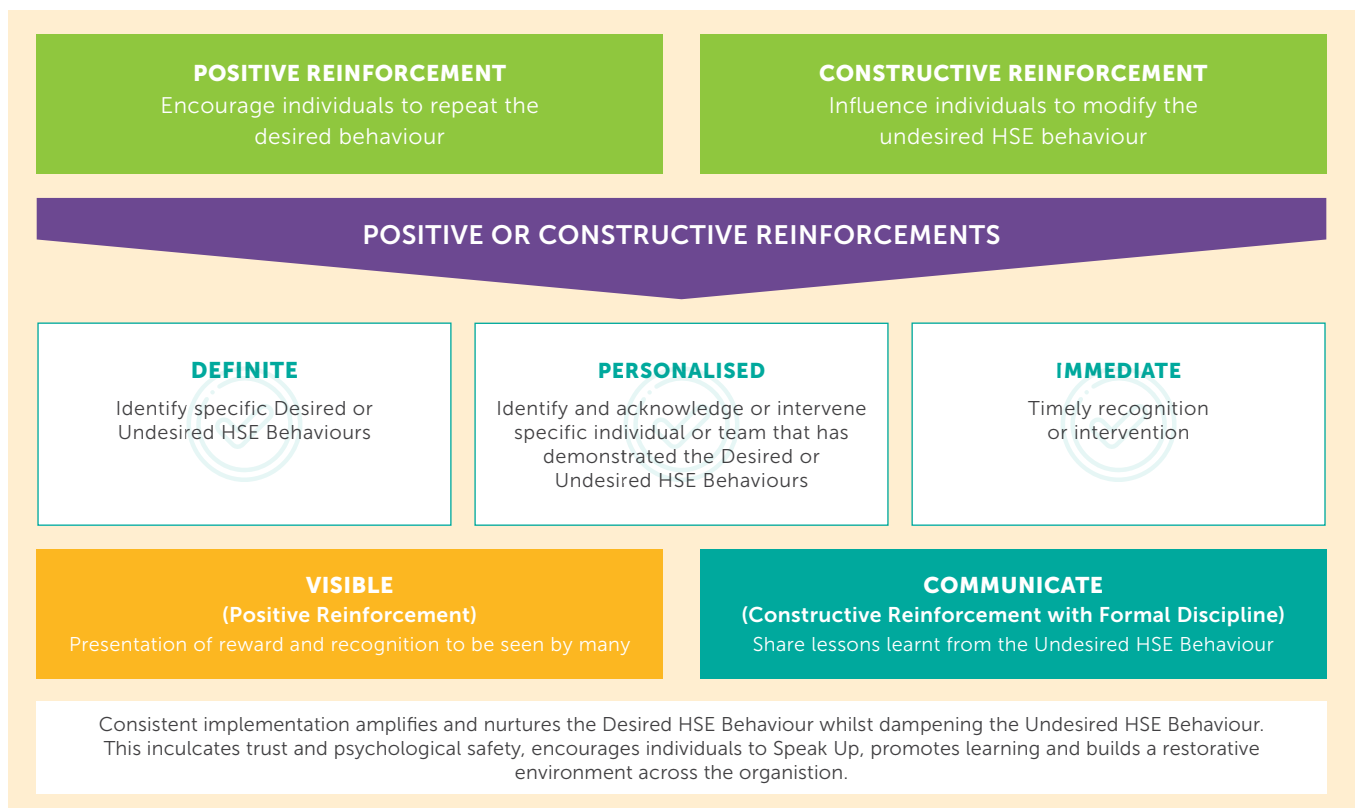 POSITIVE REINFORCEMENT
Encourage individuals to repeat the
desired behaviour
CONSTRUCTIVE REINFORCEMENT
Influence individuals to modify the
undesired HSE behaviour
POSITIVE OR CONSTRUCTIVE REINFORCEMENTS
DEFINITE
Identify specific Desired or
Undesired HSE Behaviours
PERSONALISED
Identify and acknowledge or intervene
specific individual or team that has
demonstrated the Desired or
Undesired HSE Behaviours
IMMEDIATE
Timely recognition
or intervention
VISIBLE
(Positive Reinforcement)
Presentation of reward and recognition to be seen by many
COMMUNICATE
(Constructive Reinforcement with Formal Discipline)
Share lessons learnt from the Undesired HSE Behaviour
Consistent implementation amplifies and nurtures the Desired HSE Behaviour whilst dampening the Undesired HSE Behaviour.
This inculcates trust and psychological safety, encourages individuals to Speak Up, promotes learning and builds a restorative
environment across the organistion.